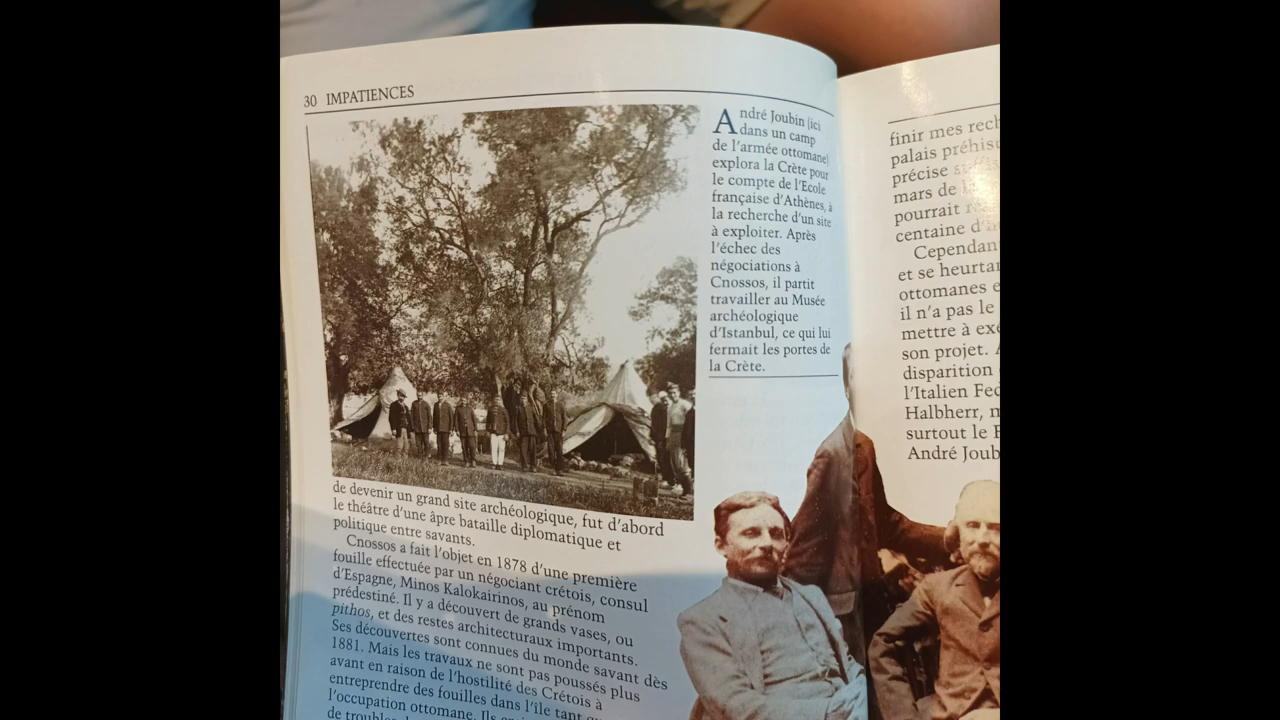 30 IMPATIENCES
André Joubin (ici
dans un camp
de l'armée ottomane)
explora la Crète pour
le compte de l'Ecole
française d'Athènes, à
la recherche d'un site
à exploiter. Après
l'échec des
négociations à
Cnossos, il partit
travailler au Musée
archéologique
d'Istanbul, ce qui lui
fermait les portes de
la Crète.
de devenir un grand site archéologique, fut d'abord
le théâtre d'une âpre bataille diplomatique et
politique entre savants.
Cnossos a fait l'objet en 1878 d'une première
fouille effectuée par un négociant crétois, consul
d'Espagne, Minos Kalokairinos, au prénom
prédestiné. Il y a découvert de grands vases, ou
pithos, et des restes architecturaux importants.
Ses découvertes sont connues du monde savant dès
1881. Mais les travaux ne sont pas poussés plus
avant en raison de l'hostilité des Crétois à
entreprendre des fouilles dans l'île tant
l'occupation ottomane. Ils
de
finir mes
palais
précise
mars de
pourrait
centaine
Cependan
et se heurta
ottomanes e
il n'a pas le
mettre à
son projet.
disparition
l'Italien
Halbherr,
surtout le
André